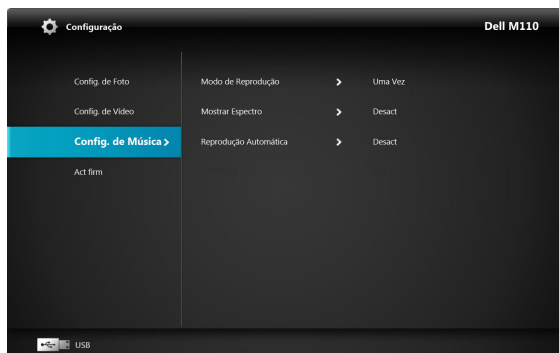 Configuração
Dell M110
Config. de Foto
Modo de Reprodução
Uma Vez
Config. de Vídeo
Mostrar Espectro
Desact
Config. de Música
Reprodução Automática
Desact
Act firm
USB